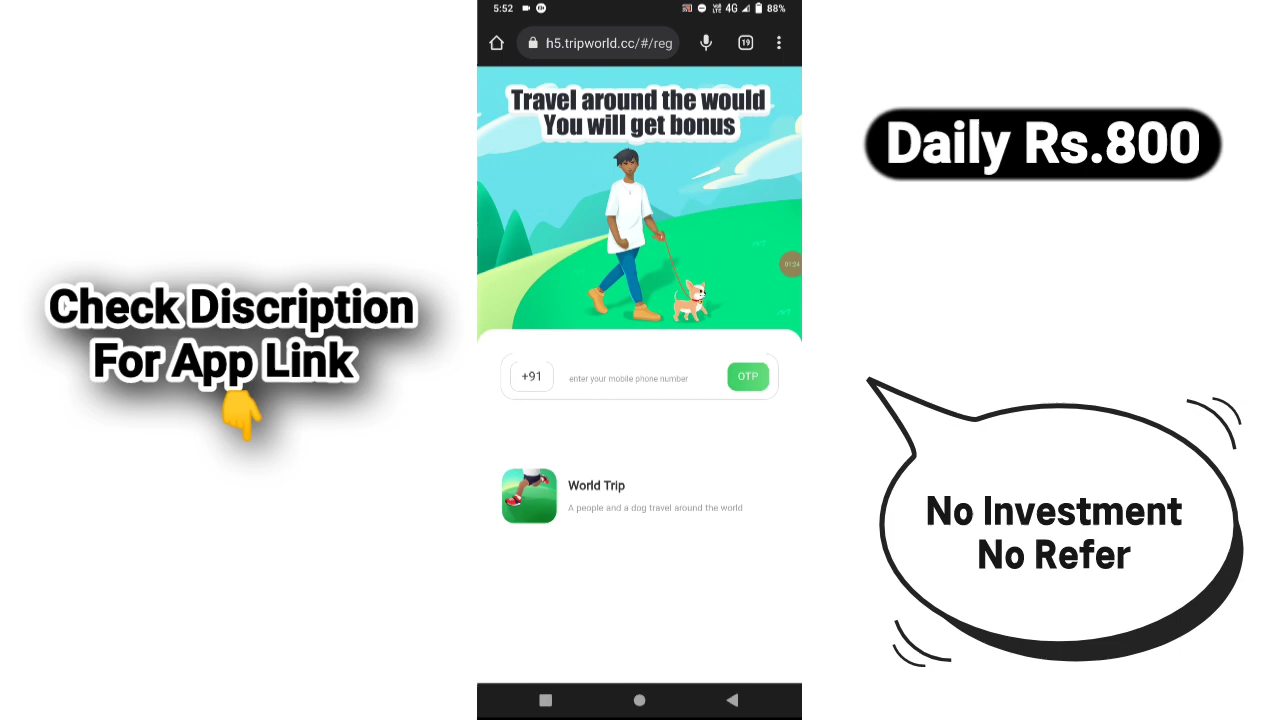 5:52
4G
88%
h5.tripworld.cc/#/reg
19
Travel around the would
You will get bonus
01:24
+91
enter your mobile phone number
OTP
World Trip
A people and a dog travel around the world
Check Discription
For App Link
Daily Rs.800
No Investment
No Refer